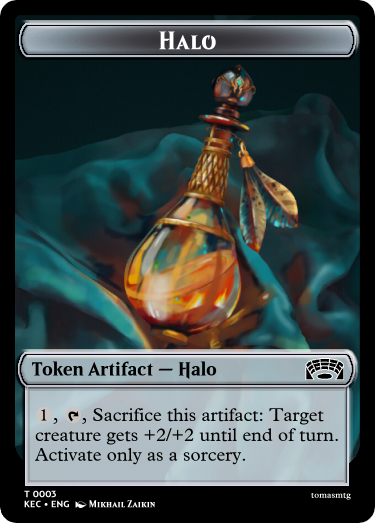 Halo
Token Artifact — Halo
1, , Sacrifice this artifact: Target
creature gets +2/+2 until end of turn.
Activate only as a sorcery.
T 0003
KEC • ENG Mikhail Zaikin
tomasmtg